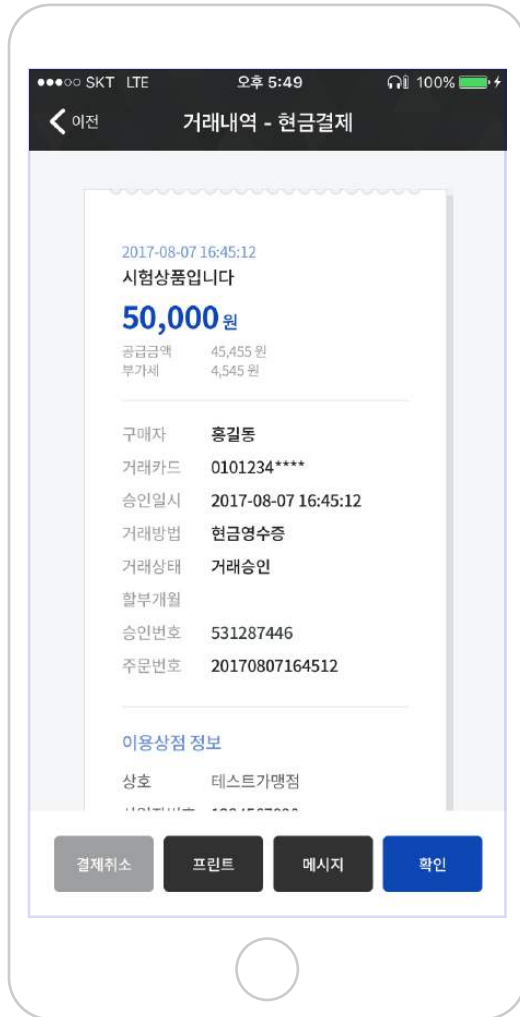 SKT LTE 오후 5:49 100%
이전 거래내역 - 현금결제
2017-08-07 16:45:12
시험상품입니다
50,000 원
공급금액 45,455 원
부가세 4,545 원
구매자 홍길동
거래카드 0101234****
승인일시 2017-08-07 16:45:12
거래방법 현금영수증
거래상태 거래승인
할부개월
승인번호 531287446
주문번호 20170807164512
이용상점 정보
상호 테스트가맹점
결제취소 프린트 메시지 확인